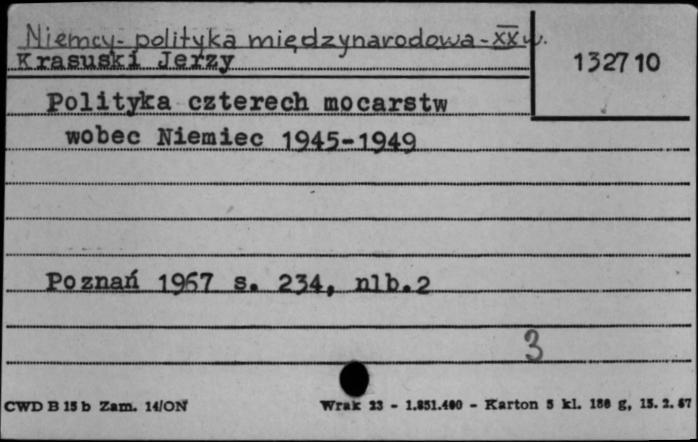 Niemcy - polityka międzynarodowa - XX w.
Krasuski Jerzy
132710
Polityka czterech mocarstw
wobec Niemiec 1945-1949
Poznań 1967 s. 234, nlb.2
3
CWD B 15 b Zam. 14/ON
Wrak 23 - 1.851.400 - Karton 5 kl. 180 g, 15. 2. 67